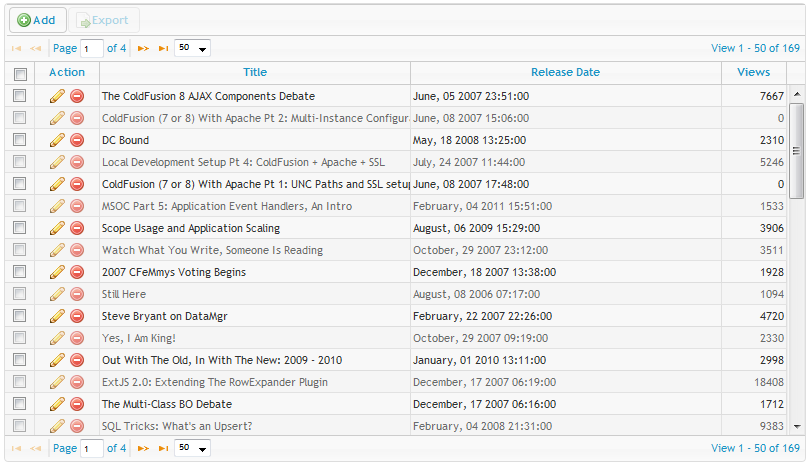 Add Export
Page 1 of 4 50 View 1 - 50 of 169
Action Title Release Date Views
The ColdFusion 8 AJAX Components Debate June, 05 2007 23:51:00 7667
ColdFusion (7 or 8) With Apache Pt 2: Multi-Instance Configur June, 08 2007 15:06:00 0
DC Bound May, 18 2008 13:25:00 2310
Local Development Setup Pt 4: ColdFusion + Apache + SSL July, 24 2007 11:44:00 5246
ColdFusion (7 or 8) With Apache Pt 1: UNC Paths and SSL setup June, 08 2007 17:48:00 0
MSOC Part 5: Application Event Handlers, An Intro February, 04 2011 15:51:00 1533
Scope Usage and Application Scaling August, 06 2009 15:29:00 3906
Watch What You Write, Someone Is Reading October, 29 2007 23:12:00 3511
2007 CFeMmys Voting Begins December, 18 2007 13:38:00 1928
Still Here August, 08 2006 07:17:00 1094
Steve Bryant on DataMgr February, 22 2007 22:26:00 4720
Yes, I Am King! October, 29 2007 09:19:00 2330
Out With The Old, In With The New: 2009 - 2010 January, 01 2010 13:11:00 2998
ExtJS 2.0: Extending The RowExpander Plugin December, 17 2007 06:19:00 18408
The Multi-Class BO Debate December, 17 2007 06:16:00 1712
SQL Tricks: What's an Upsert? February, 04 2008 21:31:00 9383
Page 1 of 4 50 View 1 - 50 of 169